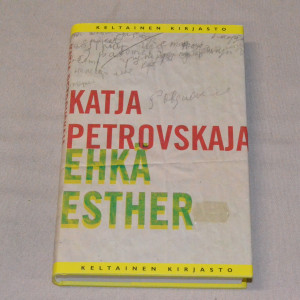 KELTAINEN KIRJASTO
KATJA
PETROVSKAJA
EHKÄ
ESTHER
KELTAINEN KIRJASTO